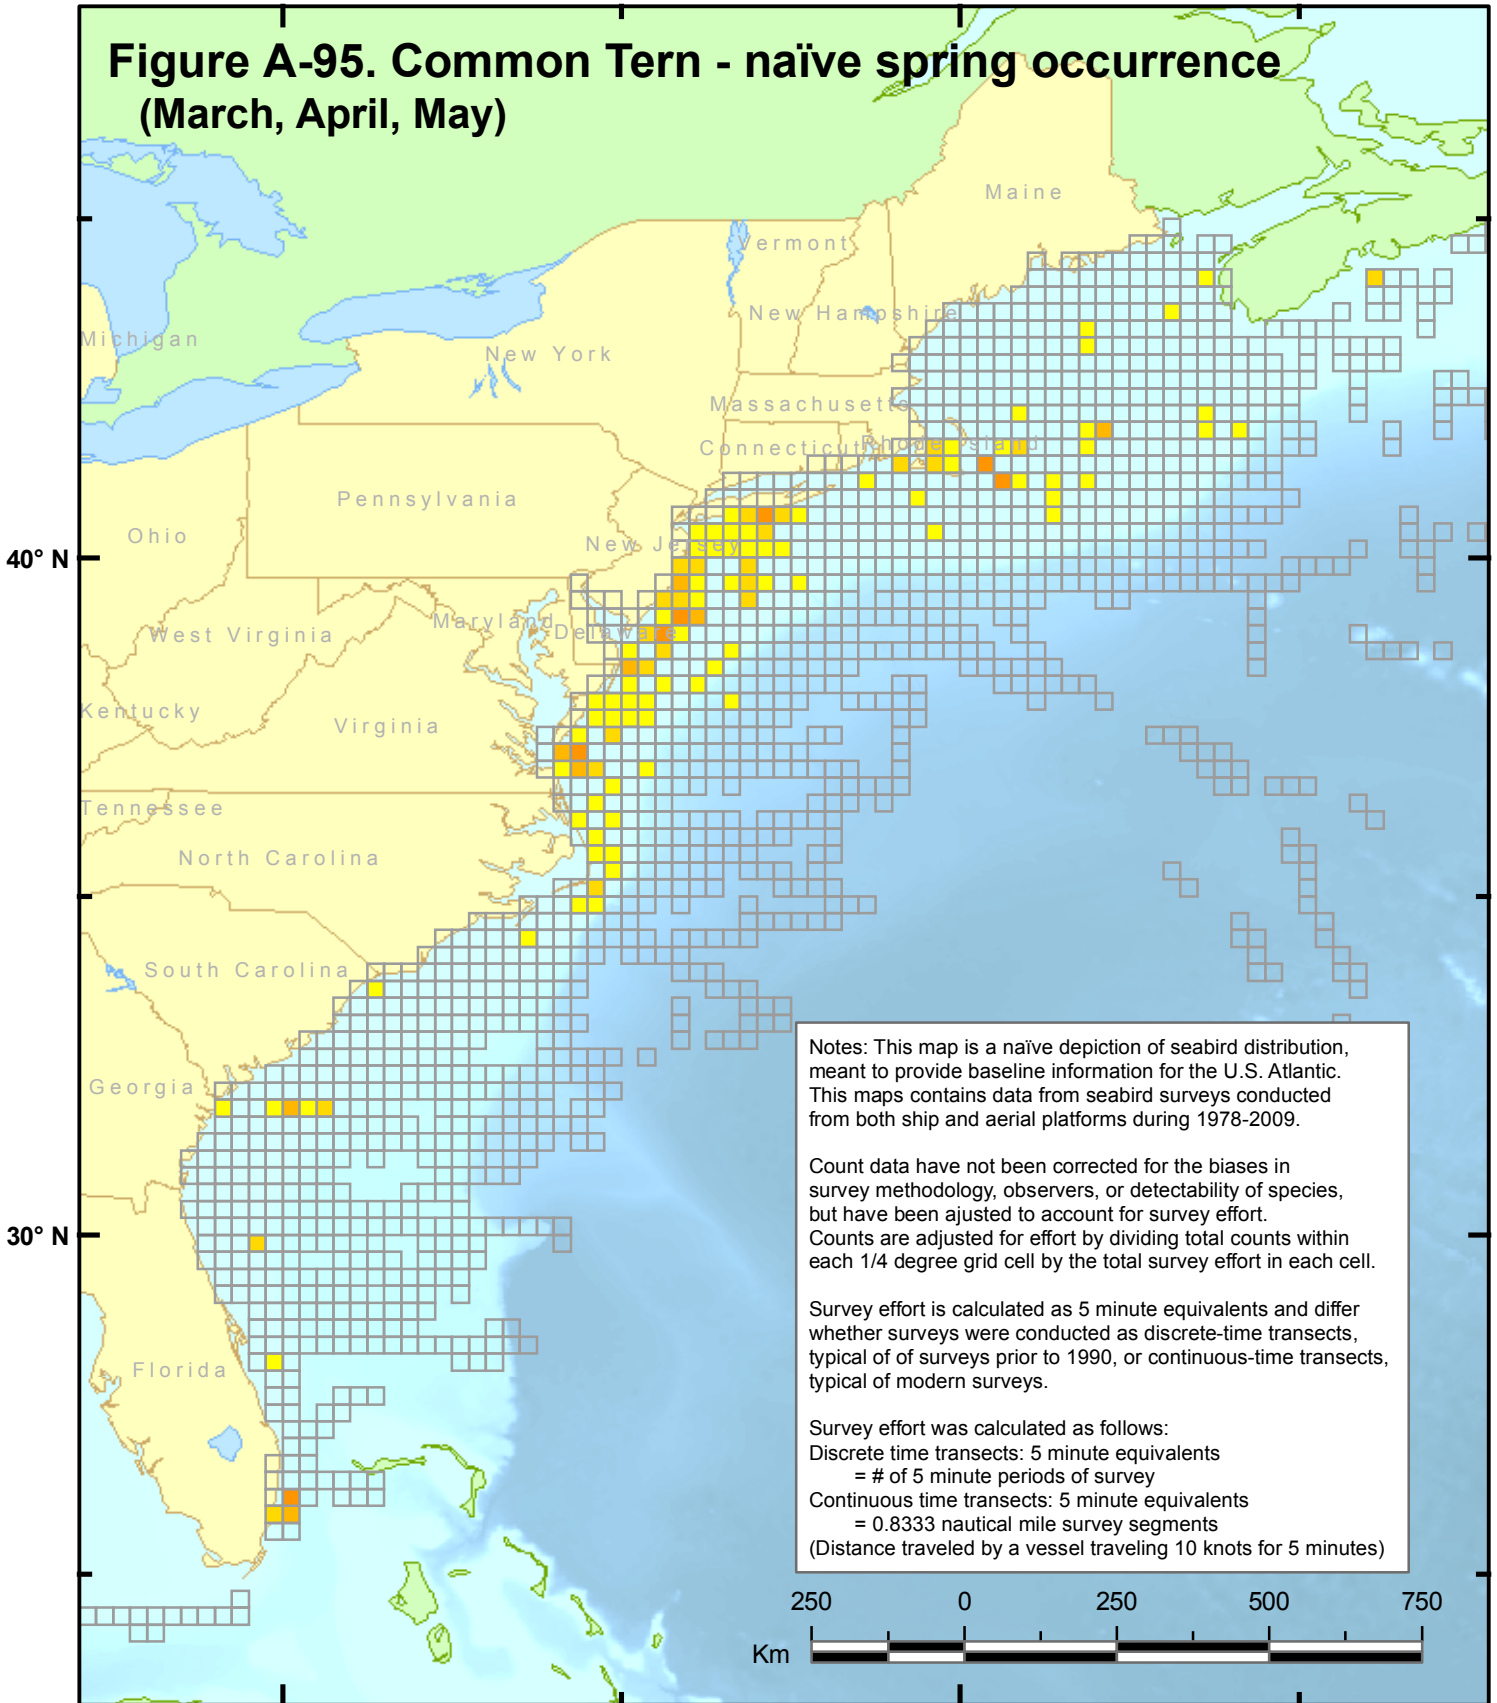 Figure A-95. Common Tern - naïve spring occurrence
(March, April, May)
Maine
Vermont
New Hampshire
Michigan
New York
Massachusetts
Connecticut
Rhode Island
Pennsylvania
Ohio
New Jersey
40° N
Maryland
Delaware
West Virginia
Kentucky
Virginia
Tennessee
North Carolina
South Carolina
Georgia
30° N
Florida
Notes: This map is a naïve depiction of seabird distribution,
meant to provide baseline information for the U.S. Atlantic.
This maps contains data from seabird surveys conducted
from both ship and aerial platforms during 1978-2009.
Count data have not been corrected for the biases in
survey methodology, observers, or detectability of species,
but have been ajusted to account for survey effort.
Counts are adjusted for effort by dividing total counts within
each 1/4 degree grid cell by the total survey effort in each cell.
Survey effort is calculated as 5 minute equivalents and differ
whether surveys were conducted as discrete-time transects,
typical of of surveys prior to 1990, or continuous-time transects,
typical of modern surveys.
Survey effort was calculated as follows:
Discrete time transects: 5 minute equivalents
= # of 5 minute periods of survey
Continuous time transects: 5 minute equivalents
= 0.8333 nautical mile survey segments
(Distance traveled by a vessel traveling 10 knots for 5 minutes)
250 0 250 500 750
Km